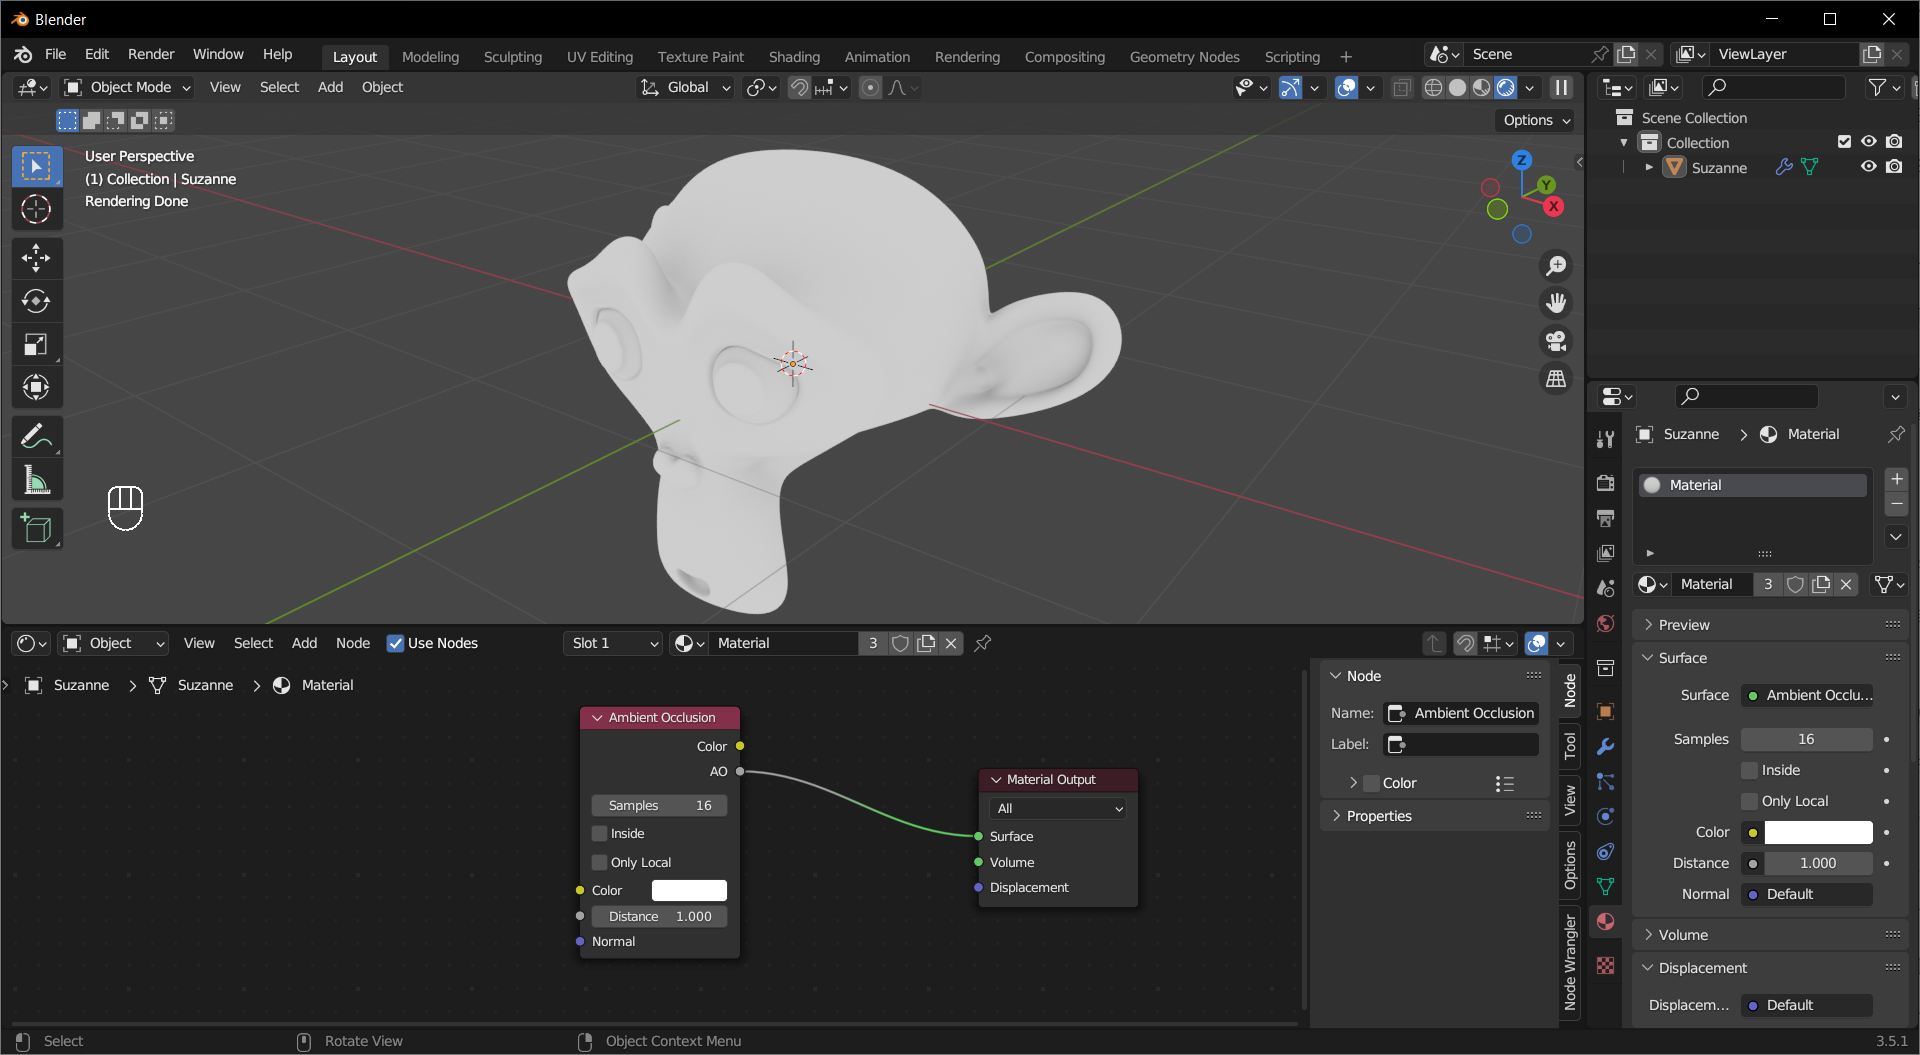 Blender
File Edit Render Window Help Layout Modeling Sculpting UV Editing Texture Paint Shading Animation Rendering Compositing Geometry Nodes Scripting + Scene ViewLayer
Object Mode View Select Add Object Global
Options
User Perspective
(1) Collection | Suzanne
Rendering Done
Z
Y
X
Scene Collection
Collection
Suzanne
Suzanne > Material
Material
Material 3
Preview
Surface
Surface Ambient Occlu...
Samples 16
Inside
Only Local
Color
Distance 1.000
Normal Default
Volume
Displacement
Displacem... Default
Object View Select Add Node Use Nodes Slot 1 Material 3
Suzanne > Suzanne > Material
Ambient Occlusion
Color
AO
Samples 16
Inside
Only Local
Color
Distance 1.000
Normal
Material Output
All
Surface
Volume
Displacement
Node
Name: Ambient Occlusion
Label:
Color
Properties
Node
Tool
View
Options
Node Wrangler
Select Rotate View Object Context Menu 3.5.1